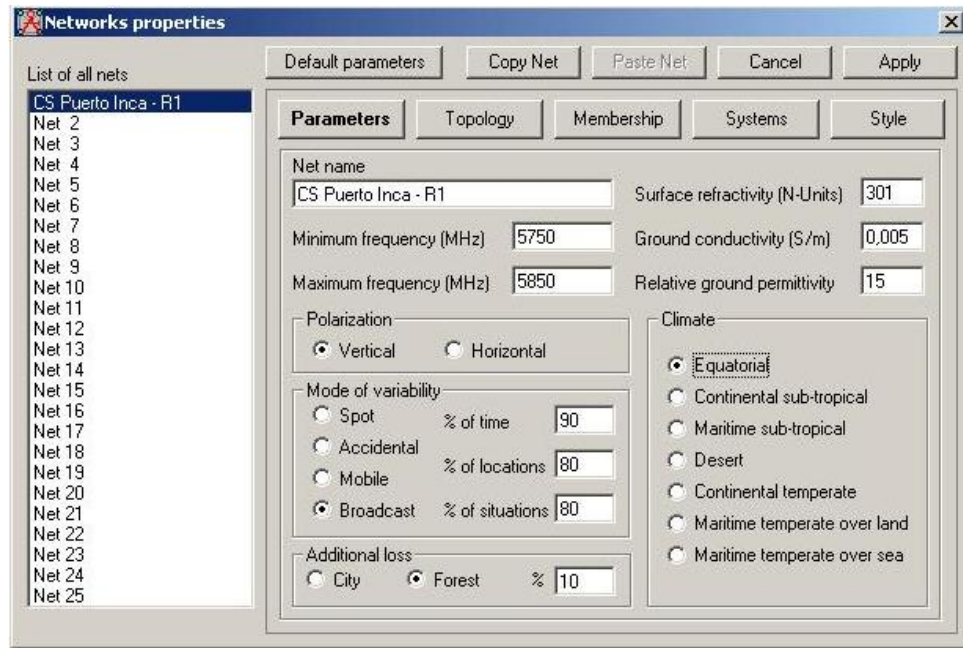 Networks properties
List of all nets
CS Puerto Inca - R1
Net 2
Net 3
Net 4
Net 5
Net 6
Net 7
Net 8
Net 9
Net 10
Net 11
Net 12
Net 13
Net 14
Net 15
Net 16
Net 17
Net 18
Net 19
Net 20
Net 21
Net 22
Net 23
Net 24
Net 25
Default parameters Copy Net Paste Net Cancel Apply
Parameters Topology Membership Systems Style
Net name
CS Puerto Inca - R1
Minimum frequency (MHz) 5750
Maximum frequency (MHz) 5850
Surface refractivity (N-Units) 301
Ground conductivity (S/m) 0,005
Relative ground permittivity 15
Polarization
Vertical Horizontal
Mode of variability
Spot
Accidental
Mobile
Broadcast
% of time 90
% of locations 80
% of situations 80
Additional loss
City Forest % 10
Climate
Equatorial
Continental sub-tropical
Maritime sub-tropical
Desert
Continental temperate
Maritime temperate over land
Maritime temperate over sea